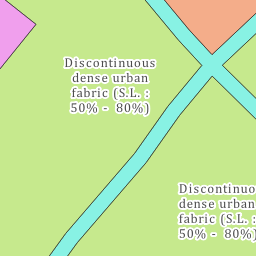 Discontinuous
dense urban
fabric (S.L. :
50% -  80%)
Discontinuo
dense urban
fabric (S.L. :
50% -  80%)